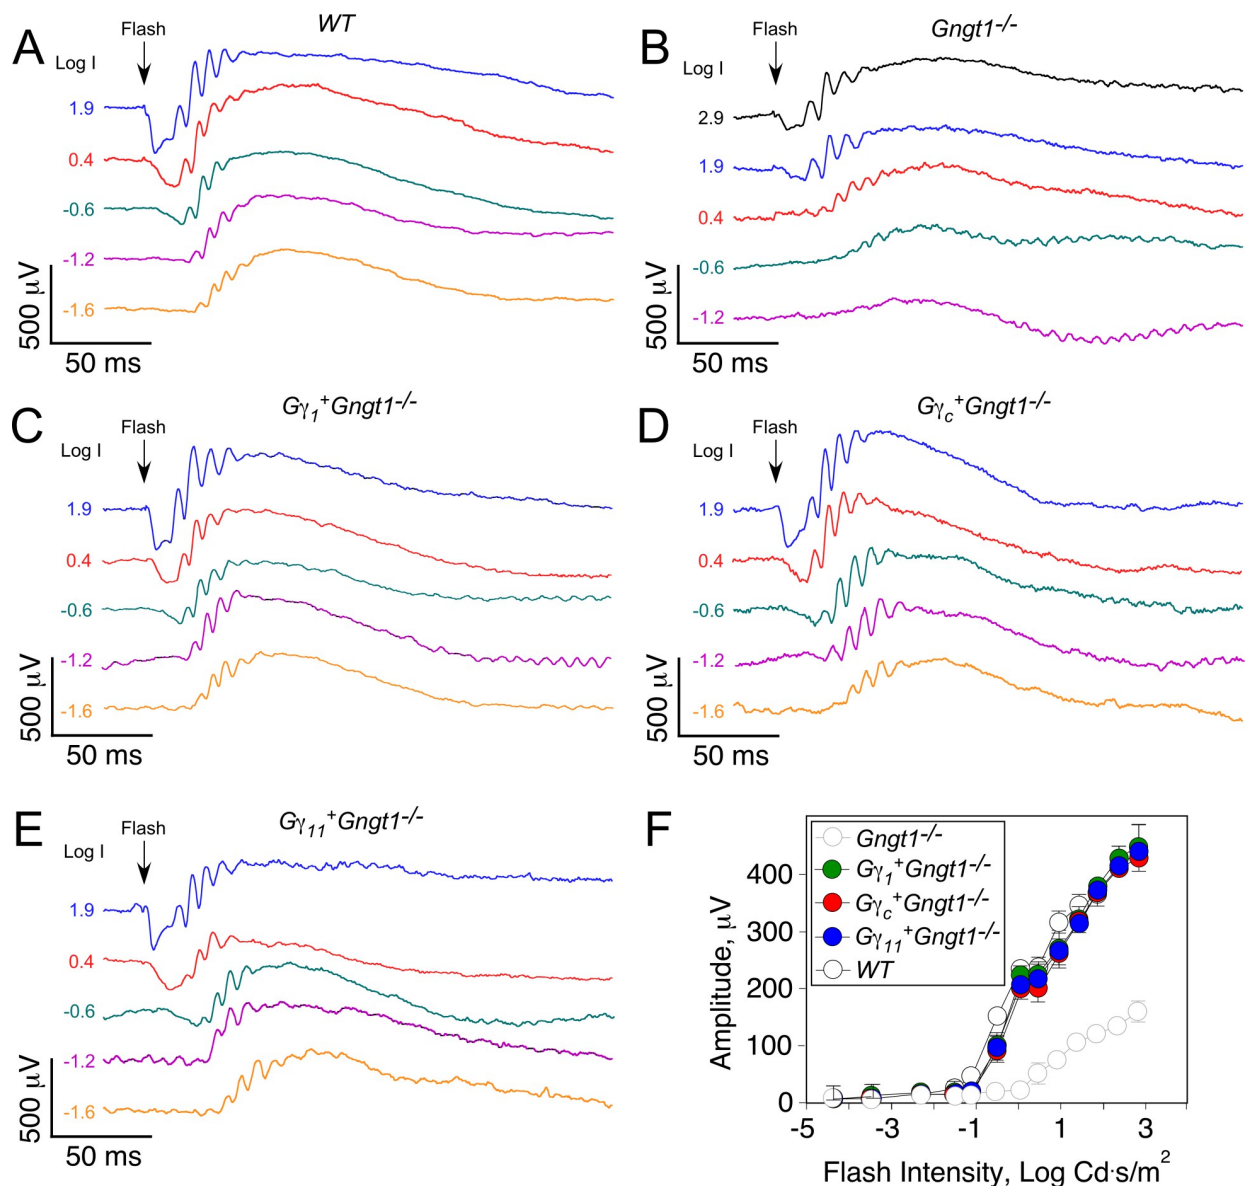 A
WT
Flash
Log I
1.9
0.4
-0.6
-1.2
-1.6
500 μV
50 ms
B
Gngt1-/-
Flash
Log I
2.9
1.9
0.4
-0.6
-1.2
500 μV
50 ms
C
Gγ1+Gngt1-/-
Flash
Log I
1.9
0.4
-0.6
-1.2
-1.6
500 μV
50 ms
D
Gγc+Gngt1-/-
Flash
Log I
1.9
0.4
-0.6
-1.2
-1.6
500 μV
50 ms
E
Gγ11+Gngt1-/-
Flash
Log I
1.9
0.4
-0.6
-1.2
-1.6
500 μV
50 ms
F
Gngt1-/-
Gγ1+Gngt1-/-
Gγc+Gngt1-/-
Gγ11+Gngt1-/-
WT
Amplitude, μV
400
300
200
100
0
-5 -3 -1 1 3
Flash Intensity, Log Cd·s/m2